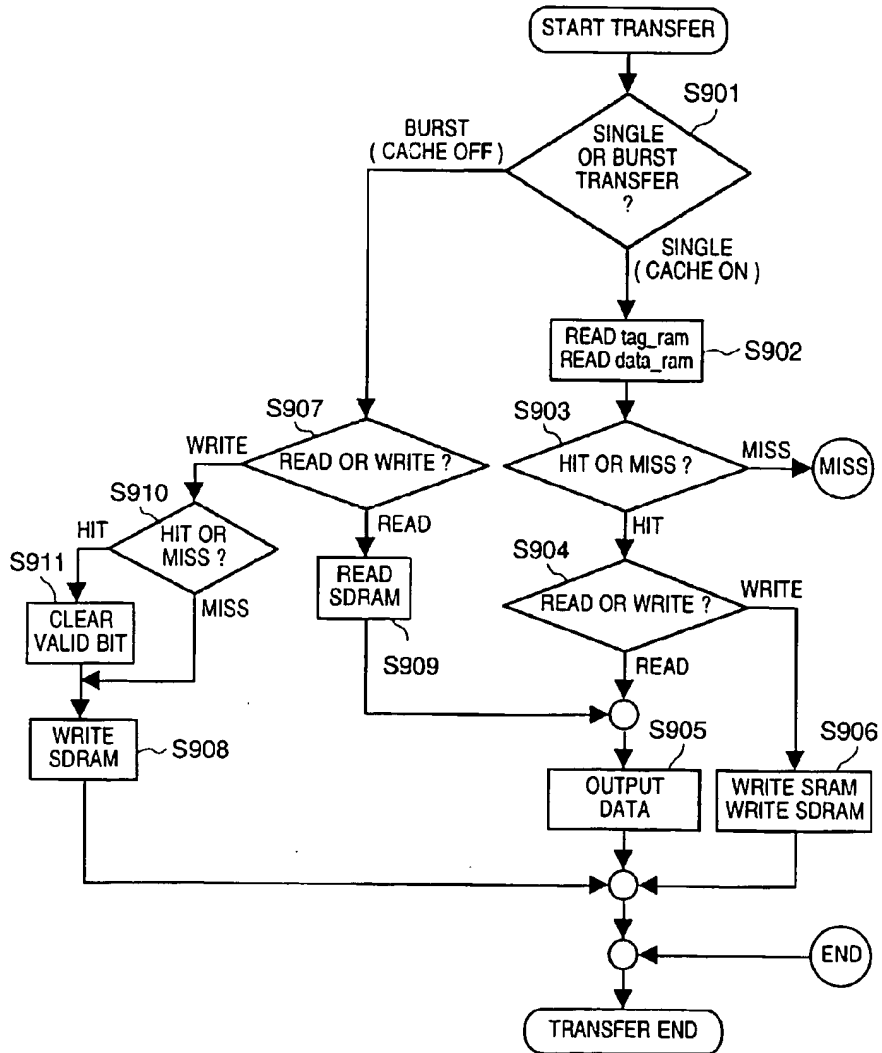 START TRANSFER
S901
BURST
( CACHE OFF )
SINGLE
OR BURST
TRANSFER
?
SINGLE
( CACHE ON )
READ tag_ram
READ data_ram
S902
S907
S903
WRITE
READ OR WRITE ?
HIT OR MISS ?
MISS
MISS
S910
HIT
HIT OR
MISS ?
READ
HIT
S911
S904
CLEAR
VALID BIT
MISS
READ
SDRAM
READ OR WRITE ?
WRITE
S909
READ
WRITE
SDRAM
S908
S905
S906
OUTPUT
DATA
WRITE SRAM
WRITE SDRAM
END
TRANSFER END